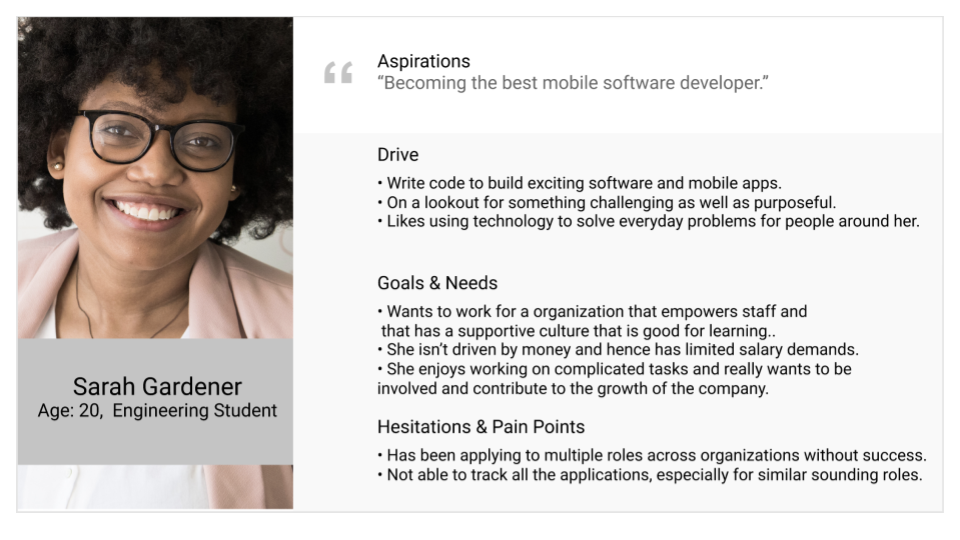 “
Aspirations
“Becoming the best mobile software developer.”
Drive
• Write code to build exciting software and mobile apps.
• On a lookout for something challenging as well as purposeful.
• Likes using technology to solve everyday problems for people around her.
Goals & Needs
• Wants to work for a organization that empowers staff and
that has a supportive culture that is good for learning..
• She isn’t driven by money and hence has limited salary demands.
• She enjoys working on complicated tasks and really wants to be
involved and contribute to the growth of the company.
Hesitations & Pain Points
• Has been applying to multiple roles across organizations without success.
• Not able to track all the applications, especially for similar sounding roles.
Sarah Gardener
Age: 20,  Engineering Student